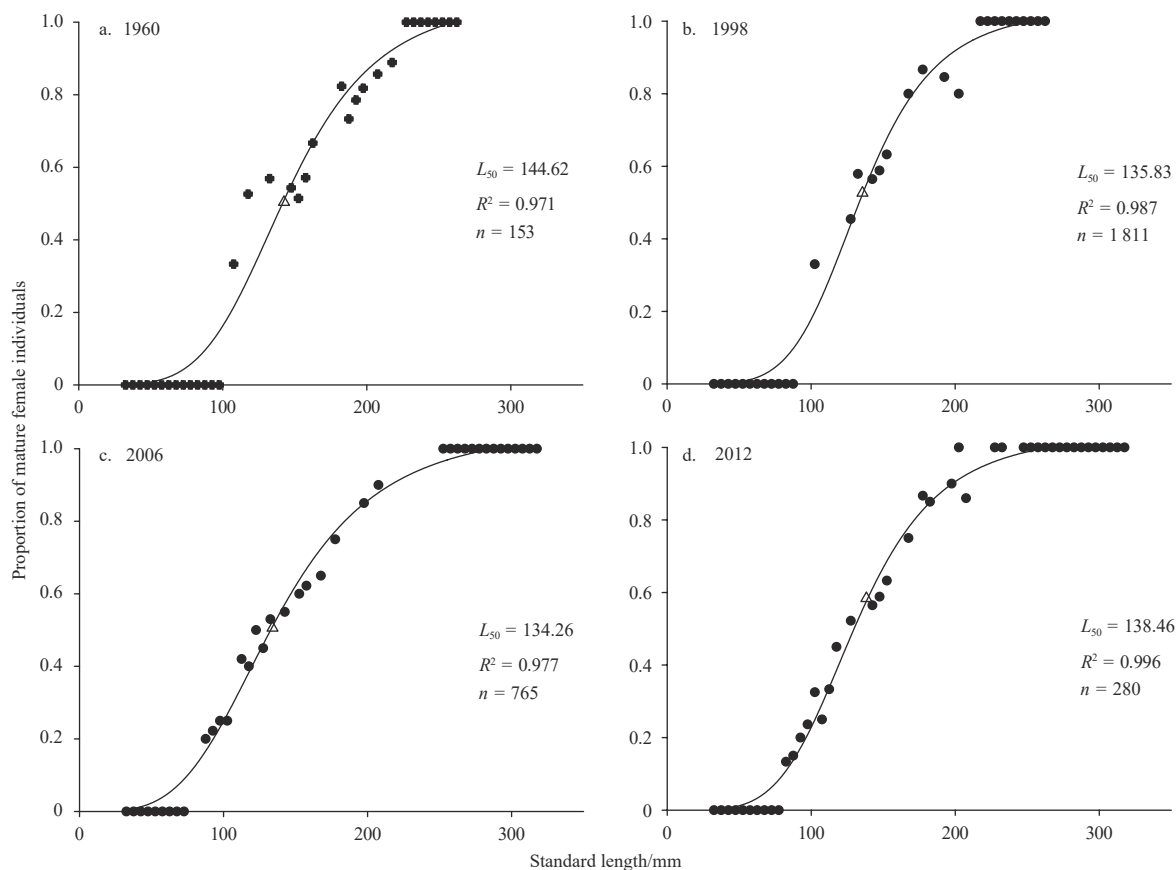 Proportion of mature female individuals
a. 1960
1.0
0.8
0.6
0.4
0.2
0
0
100
200
300
L50 = 144.62
R2 = 0.971
n = 153
b. 1998
1.0
0.8
0.6
0.4
0.2
0
0
100
200
300
L50 = 135.83
R2 = 0.987
n = 1 811
c. 2006
1.0
0.8
0.6
0.4
0.2
0
0
100
200
300
L50 = 134.26
R2 = 0.977
n = 765
d. 2012
1.0
0.8
0.6
0.4
0.2
0
0
100
200
300
L50 = 138.46
R2 = 0.996
n = 280
Standard length/mm